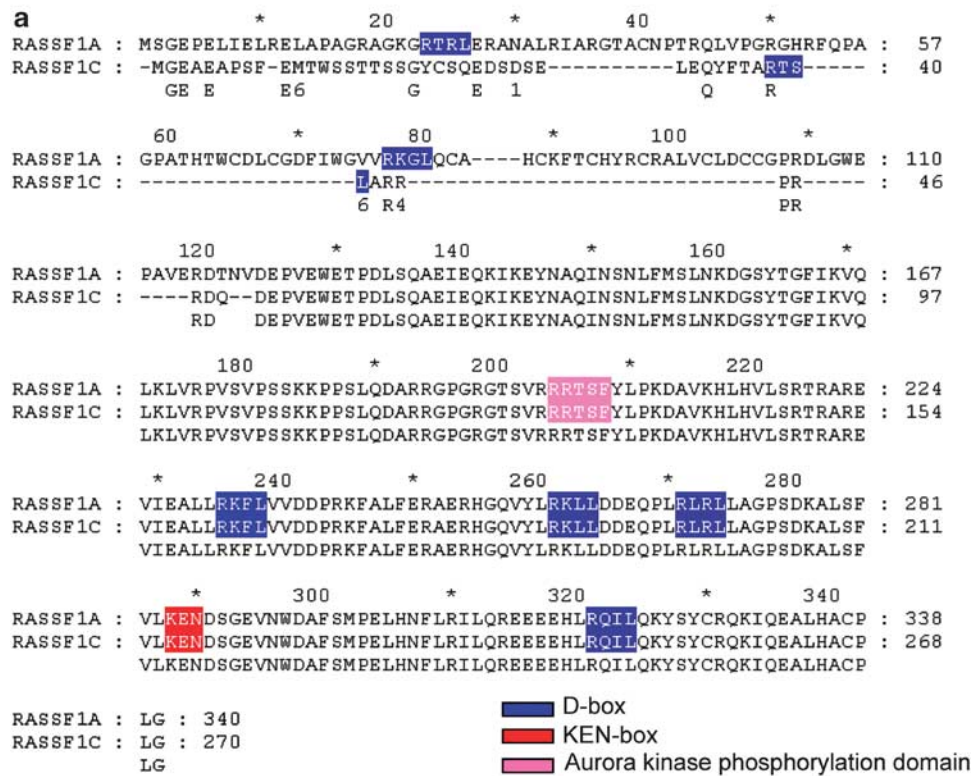 a
* 20 * 40 *
RASSF1A : MSGEPELIELRELAPAGRAGKGRTRLERANALRIARGTACNPTRQLVPGRGHRFQPA : 57
RASSF1C : -MGEAEAPSF-EMTWSSTTSSGYCSQEDSDSE----------LEQYFTARTS----- : 40
GE E E6 G E 1 Q R
60 * 80 * 100 *
RASSF1A : GPATHTWCDLCGDFIWGVVRKGLQCA----HCKFTCHYRCRALVCLDCCGPRDLGWE : 110
RASSF1C : -----------------LARR-----------------------------PR----- : 46
6 R4 PR
120 * 140 * 160 *
RASSF1A : PAVERDTNVDEPVEWETPDLSQAEIEQKIKEYNAQINSNLFMSLNKDGSYTGFIKVQ : 167
RASSF1C : ----RDQ--DEPVEWETPDLSQAEIEQKIKEYNAQINSNLFMSLNKDGSYTGFIKVQ : 97
RD DEPVEWETPDLSQAEIEQKIKEYNAQINSNLFMSLNKDGSYTGFIKVQ
180 * 200 * 220
RASSF1A : LKLVRPVSVPSSKKPPSLQDARRGPGRGTSVRRRTSFYLPKDAVKHLHVLSRTRARE : 224
RASSF1C : LKLVRPVSVPSSKKPPSLQDARRGPGRGTSVRRRTSFYLPKDAVKHLHVLSRTRARE : 154
LKLVRPVSVPSSKKPPSLQDARRGPGRGTSVRRRTSFYLPKDAVKHLHVLSRTRARE
* 240 * 260 * 280
RASSF1A : VIEALLRKFLVVDDPRKFALFERAERHGQVYLRKLLDDEQPLRLRLLAGPSDKALSF : 281
RASSF1C : VIEALLRKFLVVDDPRKFALFERAERHGQVYLRKLLDDEQPLRLRLLAGPSDKALSF : 211
VIEALLRKFLVVDDPRKFALFERAERHGQVYLRKLLDDEQPLRLRLLAGPSDKALSF
* 300 * 320 * 340
RASSF1A : VLKENDSGEVNWDAFSMPELHNFLRILQREEEEHLRQILQKYSYCRQKIQEALHACP : 338
RASSF1C : VLKENDSGEVNWDAFSMPELHNFLRILQREEEEHLRQILQKYSYCRQKIQEALHACP : 268
VLKENDSGEVNWDAFSMPELHNFLRILQREEEEHLRQILQKYSYCRQKIQEALHACP
RASSF1A : LG : 340
RASSF1C : LG : 270
LG
D-box
KEN-box
Aurora kinase phosphorylation domain